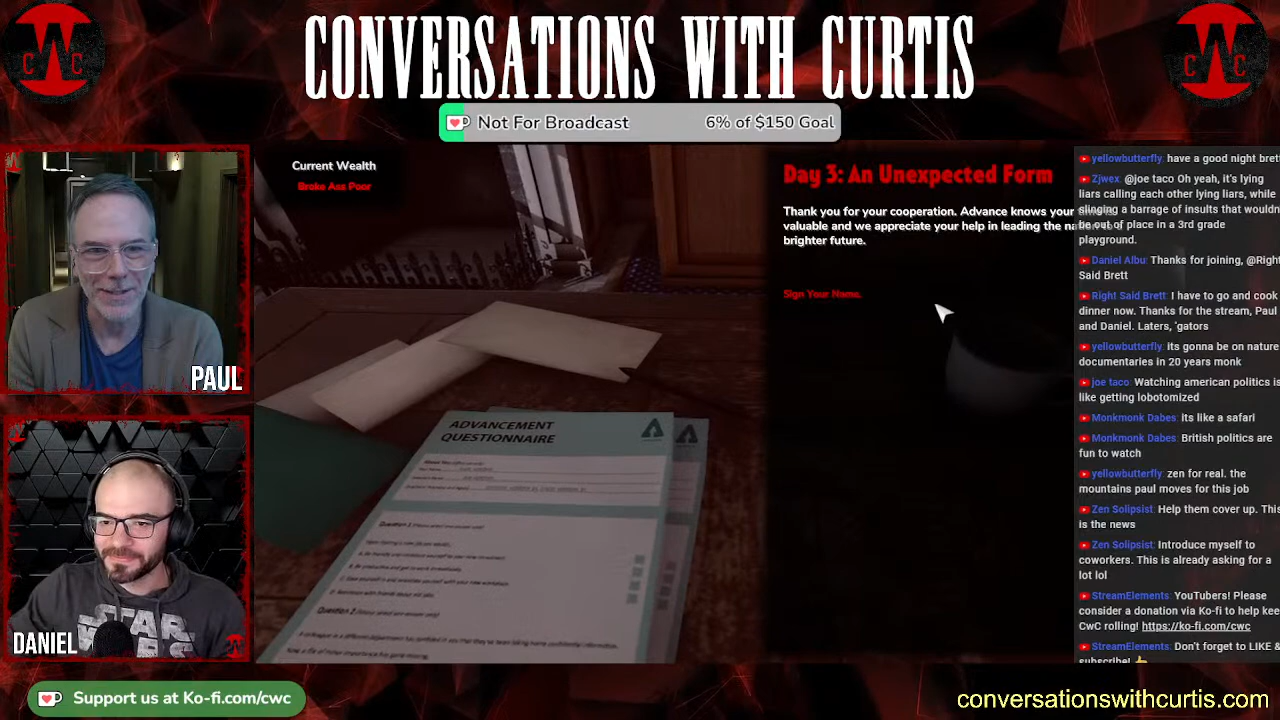 CONVERSATIONS WITH CURTIS
W
C C
W
C C
Not For Broadcast 6% of $150 Goal
Current Wealth
Broke Ass Poor
Day 3: An Unexpected Form
Thank you for your cooperation. Advance knows your
valuable and we appreciate your help in leading the
brighter future.
Sign Your Name.
ADVANCEMENT
QUESTIONNAIRE
Question 1
Question 2
PAUL
DANIEL
STAR
WARS
yellowbutterfly: have a good night brett
Zjwex: @joe taco Oh yeah, it's lying
liars calling each other lying liars, while
slinging a barrage of insults that wouldn
be out of place in a 3rd grade
playground.
Daniel Albu: Thanks for joining, @Right
Said Brett
Right Said Brett: I have to go and cook
dinner now. Thanks for the stream, Paul
and Daniel. Laters, 'gators
yellowbutterfly: its gonna be on nature
documentaries in 20 years monk
joe taco: Watching american politics is
like getting lobotomized
Monkmonk Dabes: its like a safari
Monkmonk Dabes: British politics are
fun to watch
yellowbutterfly: zen for real. the
mountains paul moves for this job
Zen Solipsist: Help them cover up. This
is the news
Zen Solipsist: Introduce myself to
coworkers. This is already asking for a
lot lol
StreamElements: YouTubers! Please
consider a donation via Ko-fi to help kee
CwC rolling! https://ko-fi.com/cwc
StreamElements: Don't forget to LIKE &
subscribe!
Support us at Ko-fi.com/cwc
conversationswithcurtis.com